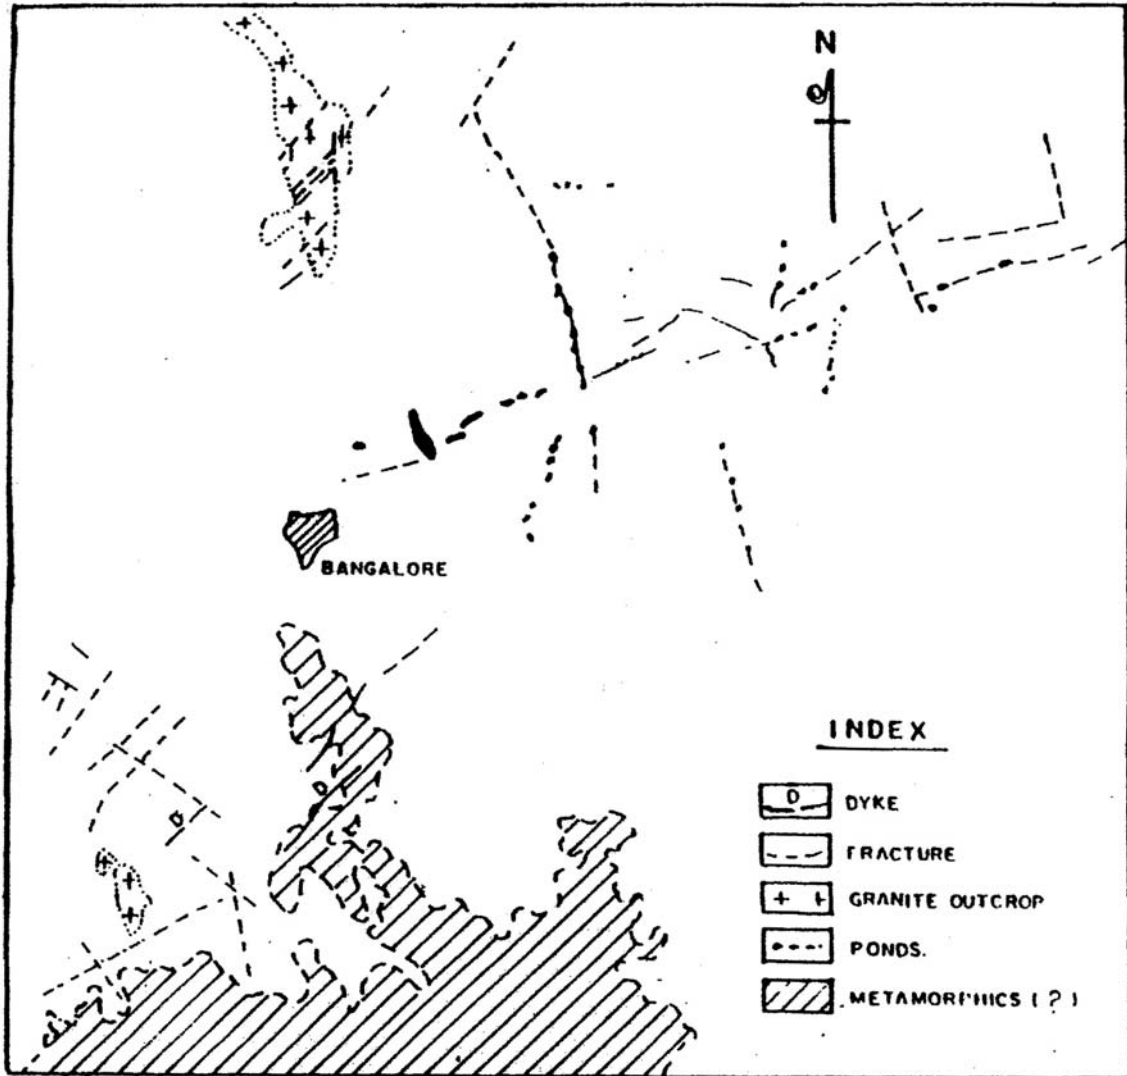 N
BANGALORE
D
D
INDEX
D DYKE
FRACTURE
GRANITE OUTCROP
PONDS.
METAMORPHICS (?)